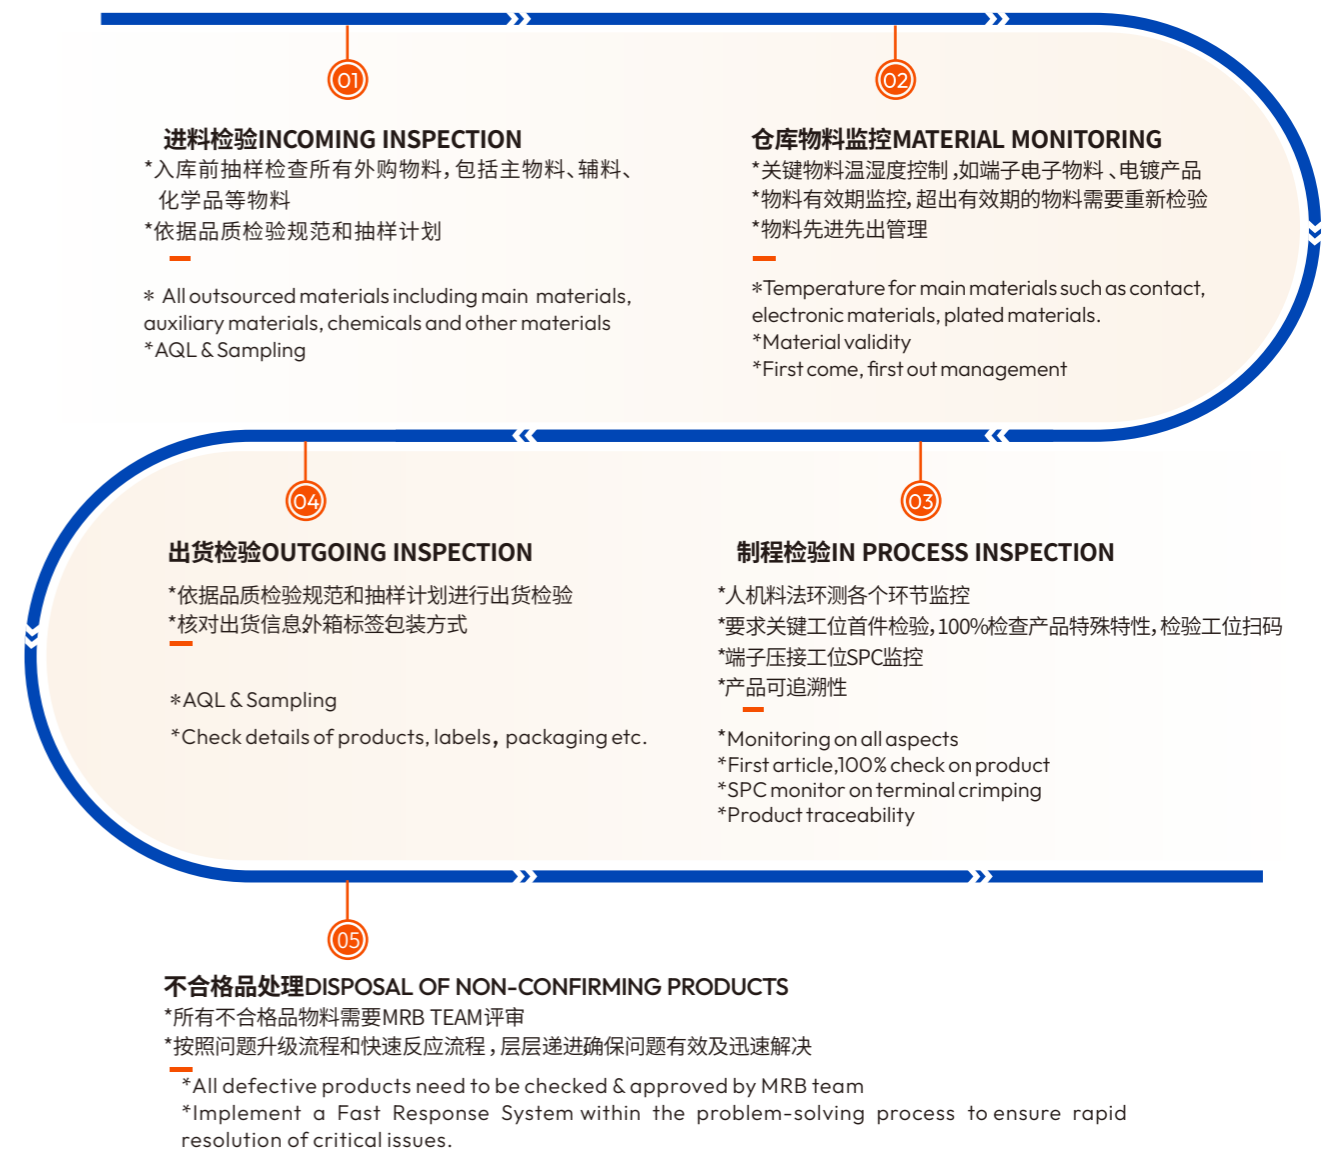 01
进料检验INCOMING INSPECTION
*入库前抽样检查所有外购物料,包括主物料、辅料、
化学品等物料
*依据品质检验规范和抽样计划
* All outsourced materials including main materials,
auxiliary materials, chemicals and other materials
*AQL & Sampling
02
仓库物料监控MATERIAL MONITORING
*关键物料温湿度控制,如端子电子物料、电镀产品
*物料有效期监控,超出有效期的物料需要重新检验
*物料先进先出管理
*Temperature for main materials such as contact,
electronic materials, plated materials.
*Material validity
*First come, first out management
03
制程检验IN PROCESS INSPECTION
*人机料法环测各个环节监控
*要求关键工位首件检验,100%检查产品特殊特性,检验工位扫码
*端子压接工位SPC监控
*产品可追溯性
*Monitoring on all aspects
*First article,100% check on product
*SPC monitor on terminal crimping
*Product traceability
04
出货检验OUTGOING INSPECTION
*依据品质检验规范和抽样计划进行出货检验
*核对出货信息外箱标签包装方式
*AQL & Sampling
*Check details of products, labels, packaging etc.
05
不合格品处理DISPOSAL OF NON-CONFIRMING PRODUCTS
*所有不合格品物料需要MRB TEAM评审
*按照问题升级流程和快速反应流程,层层递进确保问题有效及迅速解决
*All defective products need to be checked & approved by MRB team
*Implement a Fast Response System within the problem-solving process to ensure rapid
resolution of critical issues.